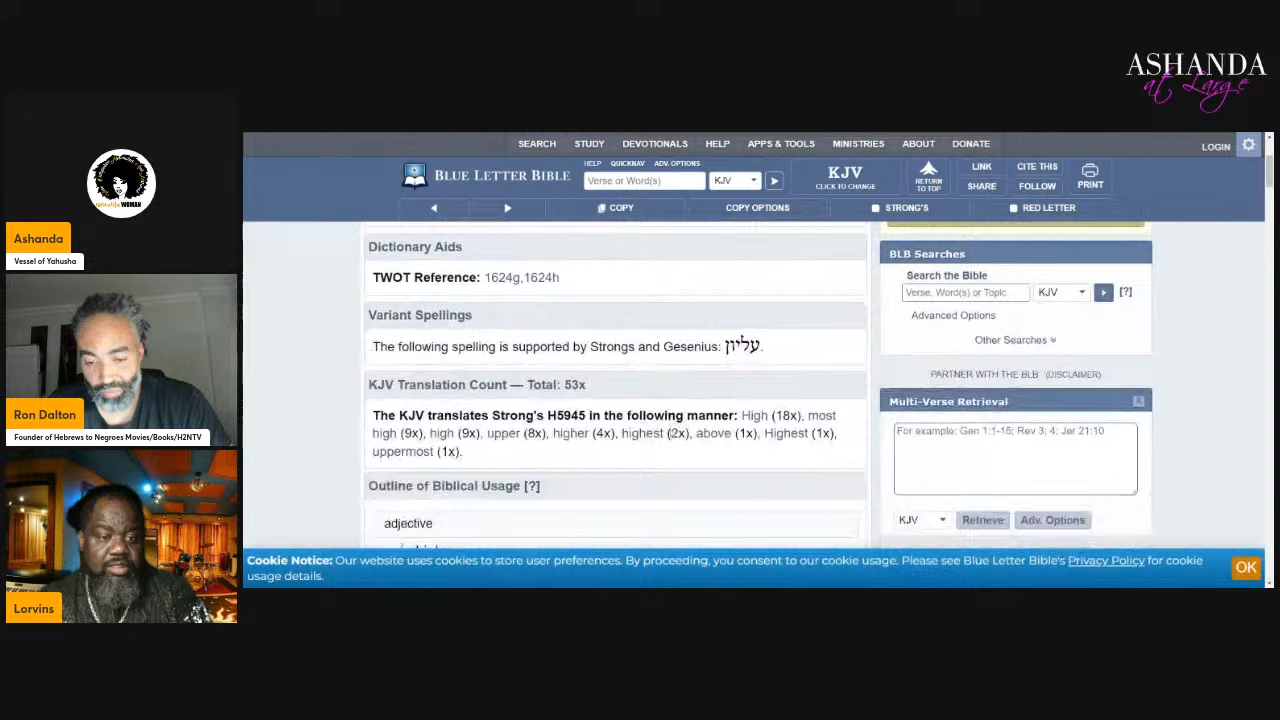 ASHANDA
at Large
ISRAELITE WOMAN
Ashanda
Vessel of Yahusha
Ron Dalton
Founder of Hebrews to Negroes Movies/Books/H2NTV
Lorvins
SEARCH STUDY DEVOTIONALS HELP APPS & TOOLS MINISTRIES ABOUT DONATE
LOGIN
BLUE LETTER BIBLE
HELP QUICKNAV ADV. OPTIONS
Verse or Word(s) KJV
KJV
CLICK TO CHANGE
RETURN
TO TOP
LINK CITE THIS
SHARE FOLLOW
PRINT
COPY COPY OPTIONS STRONG'S RED LETTER
Dictionary Aids
TWOT Reference: 1624g,1624h
Variant Spellings
The following spelling is supported by Strongs and Gesenius: עליון.
KJV Translation Count — Total: 53x
The KJV translates Strong's H5945 in the following manner: High (18x), most
high (9x), high (9x), upper (8x), higher (4x), highest (2x), above (1x), Highest (1x),
uppermost (1x).
Outline of Biblical Usage [?]
adjective
BLB Searches
Search the Bible
Verse, Word(s) or Topic KJV [?]
Advanced Options
Other Searches
PARTNER WITH THE BLB (DISCLAIMER)
Multi-Verse Retrieval
For example: Gen 1:1-15; Rev 3; 4; Jer 21:10
KJV Retrieve Adv. Options
Cookie Notice: Our website uses cookies to store user preferences. By proceeding, you consent to our cookie usage. Please see Blue Letter Bible's Privacy Policy for cookie
usage details.
OK